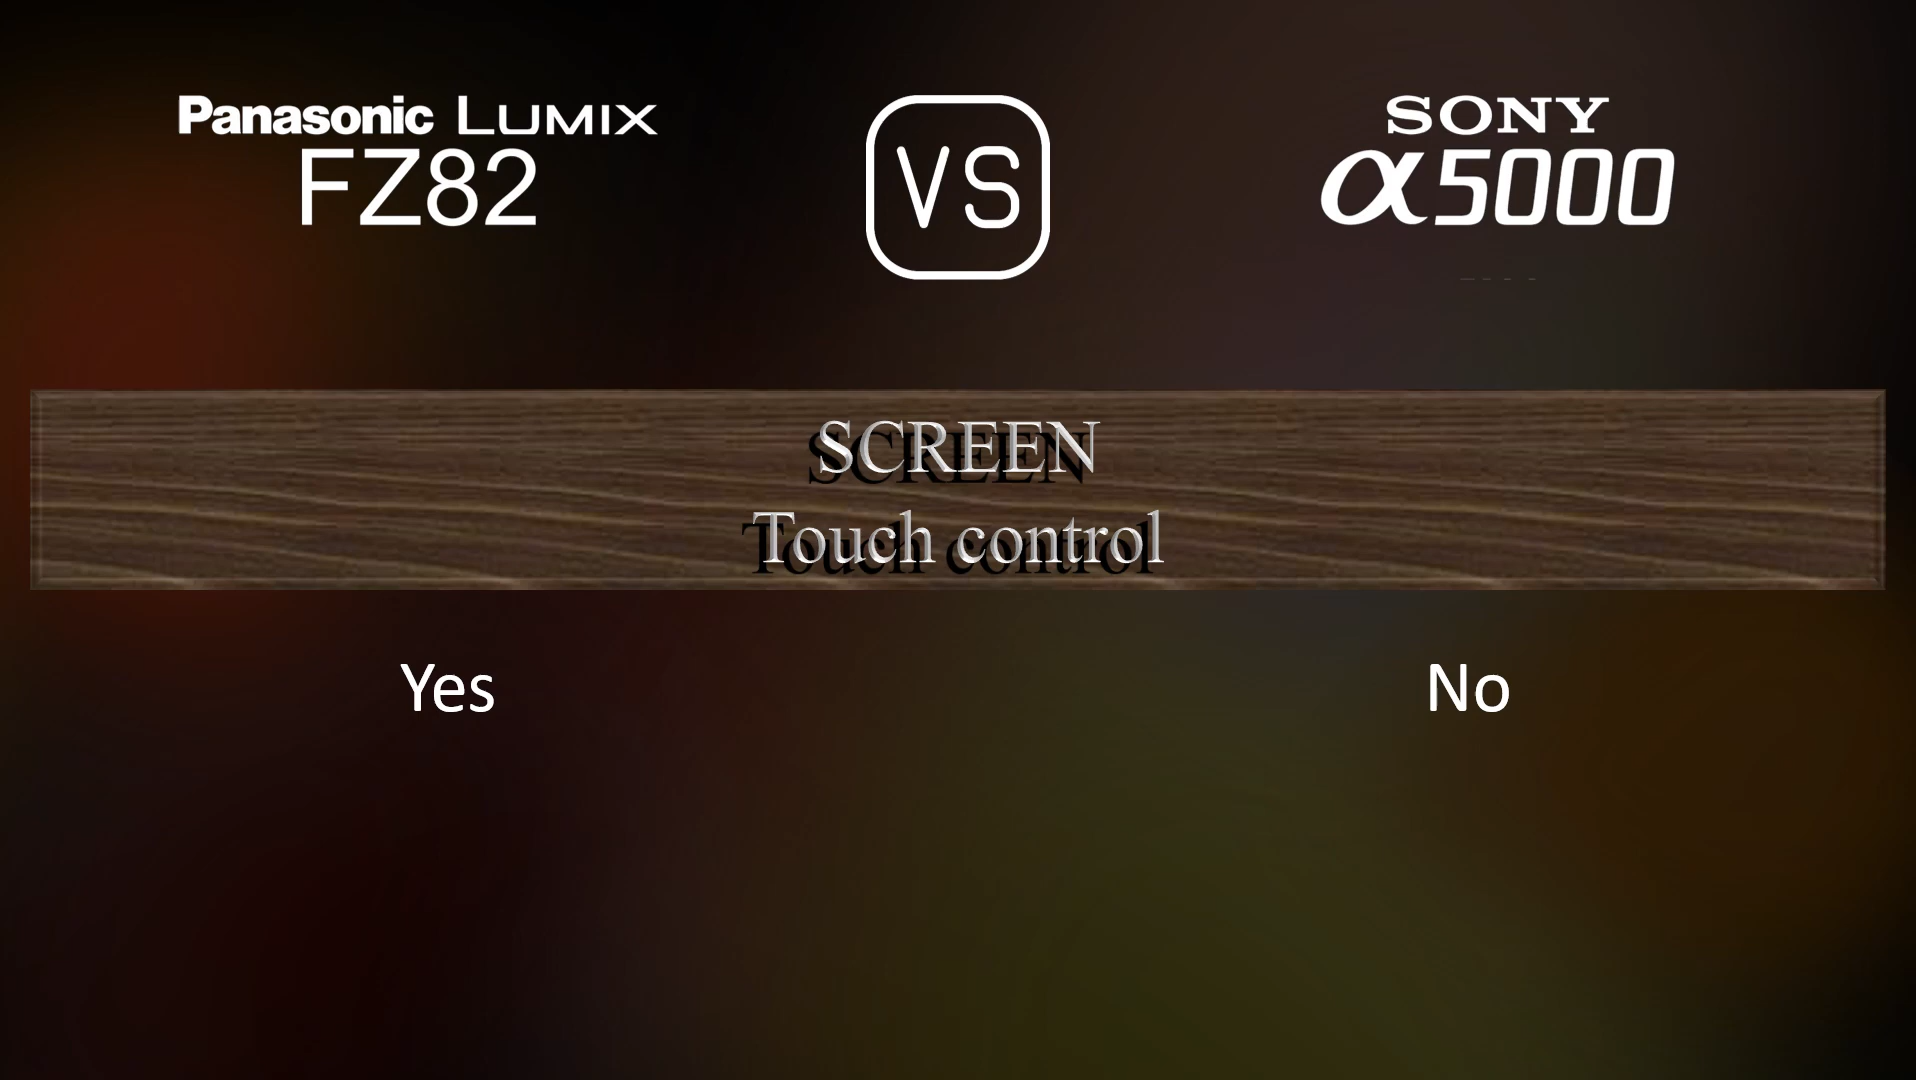 Panasonic LUMIX
FZ82
VS
SONY
α5000
SCREEN
Touch control
Yes
No